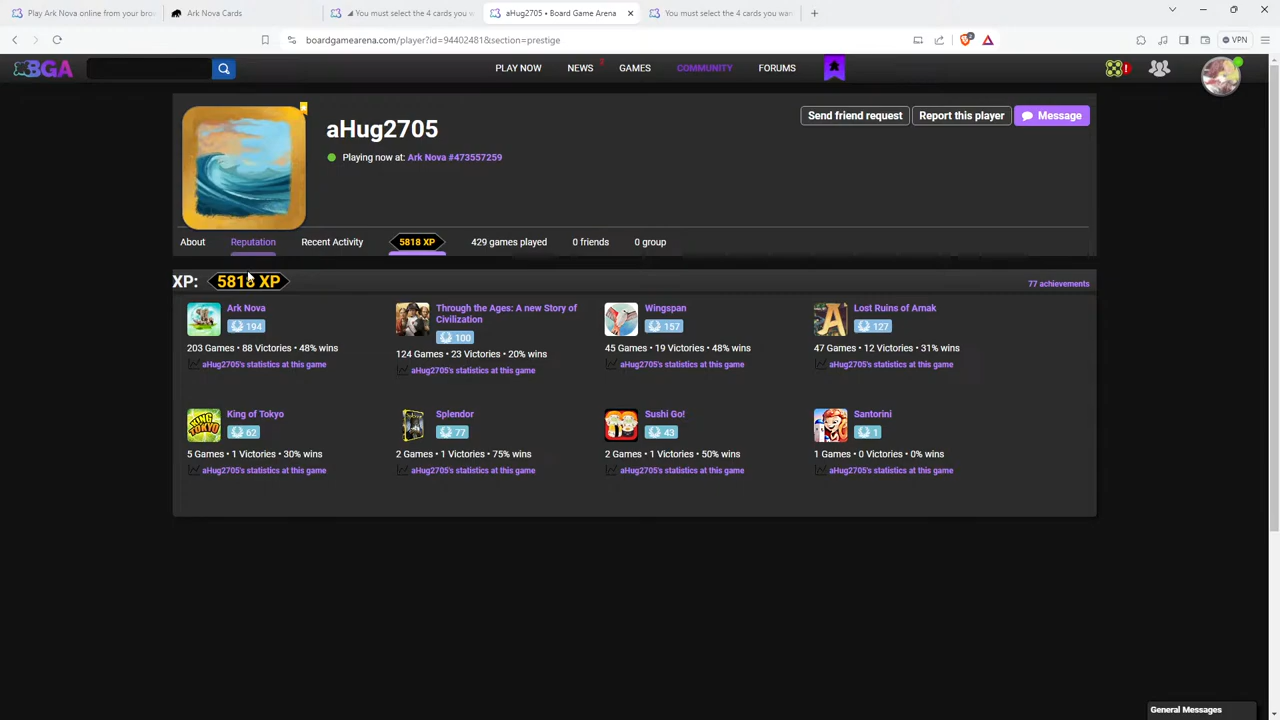 Play Ark Nova online from your brow
Ark Nova Cards
You must select the 4 cards you w
aHug2705 • Board Game Arena
You must select the 4 cards you wan
boardgamearena.com/player?id=94402481&section=prestige
VPN
BGA
PLAY NOW
NEWS
GAMES
COMMUNITY
FORUMS
aHug2705
Send friend request
Report this player
Message
Playing now at: Ark Nova #473557259
About
Reputation
Recent Activity
5818 XP
429 games played
0 friends
0 group
XP: 5818 XP
77 achievements
Ark Nova
194
203 Games • 88 Victories • 48% wins
aHug2705's statistics at this game
Through the Ages: A new Story of
Civilization
100
124 Games • 23 Victories • 20% wins
aHug2705's statistics at this game
Wingspan
157
45 Games • 19 Victories • 48% wins
aHug2705's statistics at this game
Lost Ruins of Arnak
127
47 Games • 12 Victories • 31% wins
aHug2705's statistics at this game
King of Tokyo
62
5 Games • 1 Victories • 30% wins
aHug2705's statistics at this game
Splendor
77
2 Games • 1 Victories • 75% wins
aHug2705's statistics at this game
Sushi Go!
43
2 Games • 1 Victories • 50% wins
aHug2705's statistics at this game
Santorini
1
1 Games • 0 Victories • 0% wins
aHug2705's statistics at this game
General Messages